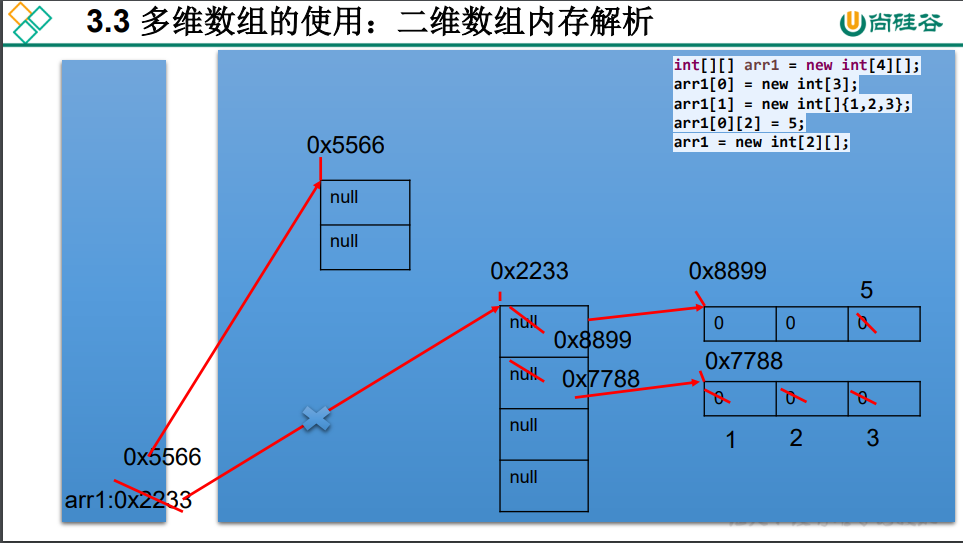 3.3 多维数组的使用：二维数组内存解析
尚硅谷
int[][] arr1 = new int[4][];
arr1[0] = new int[3];
arr1[1] = new int[]{1,2,3};
arr1[0][2] = 5;
arr1 = new int[2][];
0x5566
null
null
0x2233
null
0x8899
null
0x7788
null
null
0x8899
5
0 0 0
0x7788
0 0 0
1 2 3
0x5566
arr1:0x2233